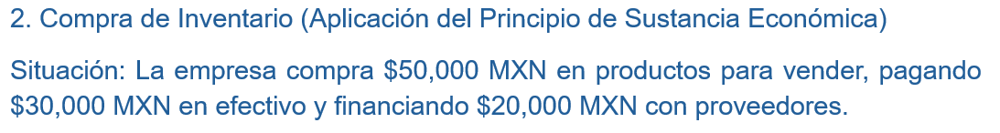 2. Compra de Inventario (Aplicación del Principio de Sustancia Económica)
Situación: La empresa compra $50,000 MXN en productos para vender, pagando
$30,000 MXN en efectivo y financiando $20,000 MXN con proveedores.